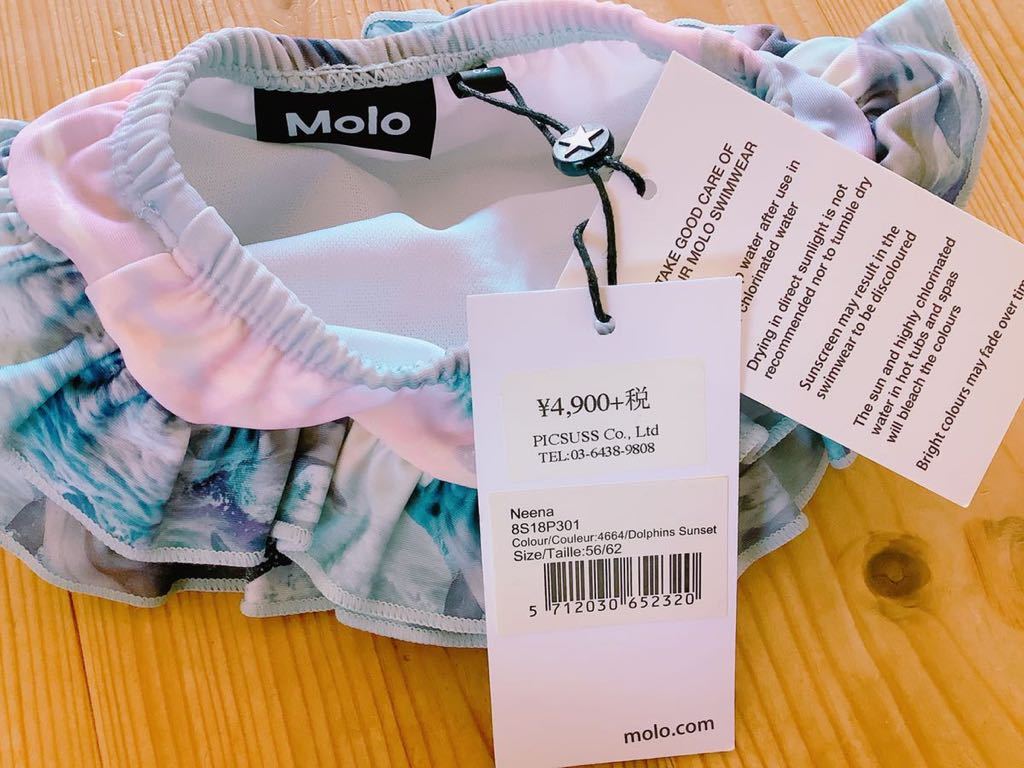 Molo
TAKE GOOD CARE OF
MOLO SWIMWEAR
water after use in
chlorinated water
Drying in direct sunlight is not
recommended nor to tumble dry
Sunscreen may result in the
swimwear to be discoloured
The sun and highly chlorinated
water in hot tubs and spas
will bleach the colours
Bright colours may fade over
¥4,900+税
PICSUSS Co., Ltd
TEL:03-6438-9808
Neena
8S18P301
Colour/Couleur:4664/Dolphins Sunset
Size/Taille:56/62
5 712030 652320
molo.com